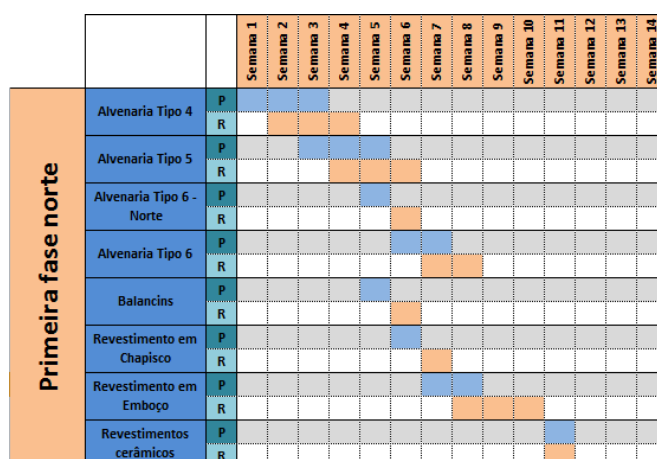 Semana 1
Semana 2
Semana 3
Semana 4
Semana 5
Semana 6
Semana 7
Semana 8
Semana 9
Semana 10
Semana 11
Semana 12
Semana 13
Semana 14
Primeira fase norte
Alvenaria Tipo 4
P
R
Alvenaria Tipo 5
P
R
Alvenaria Tipo 6 -
Norte
P
R
Alvenaria Tipo 6
P
R
Balancins
P
R
Revestimento em
Chapisco
P
R
Revestimento em
Emboço
P
R
Revestimentos
cerâmicos
P
R